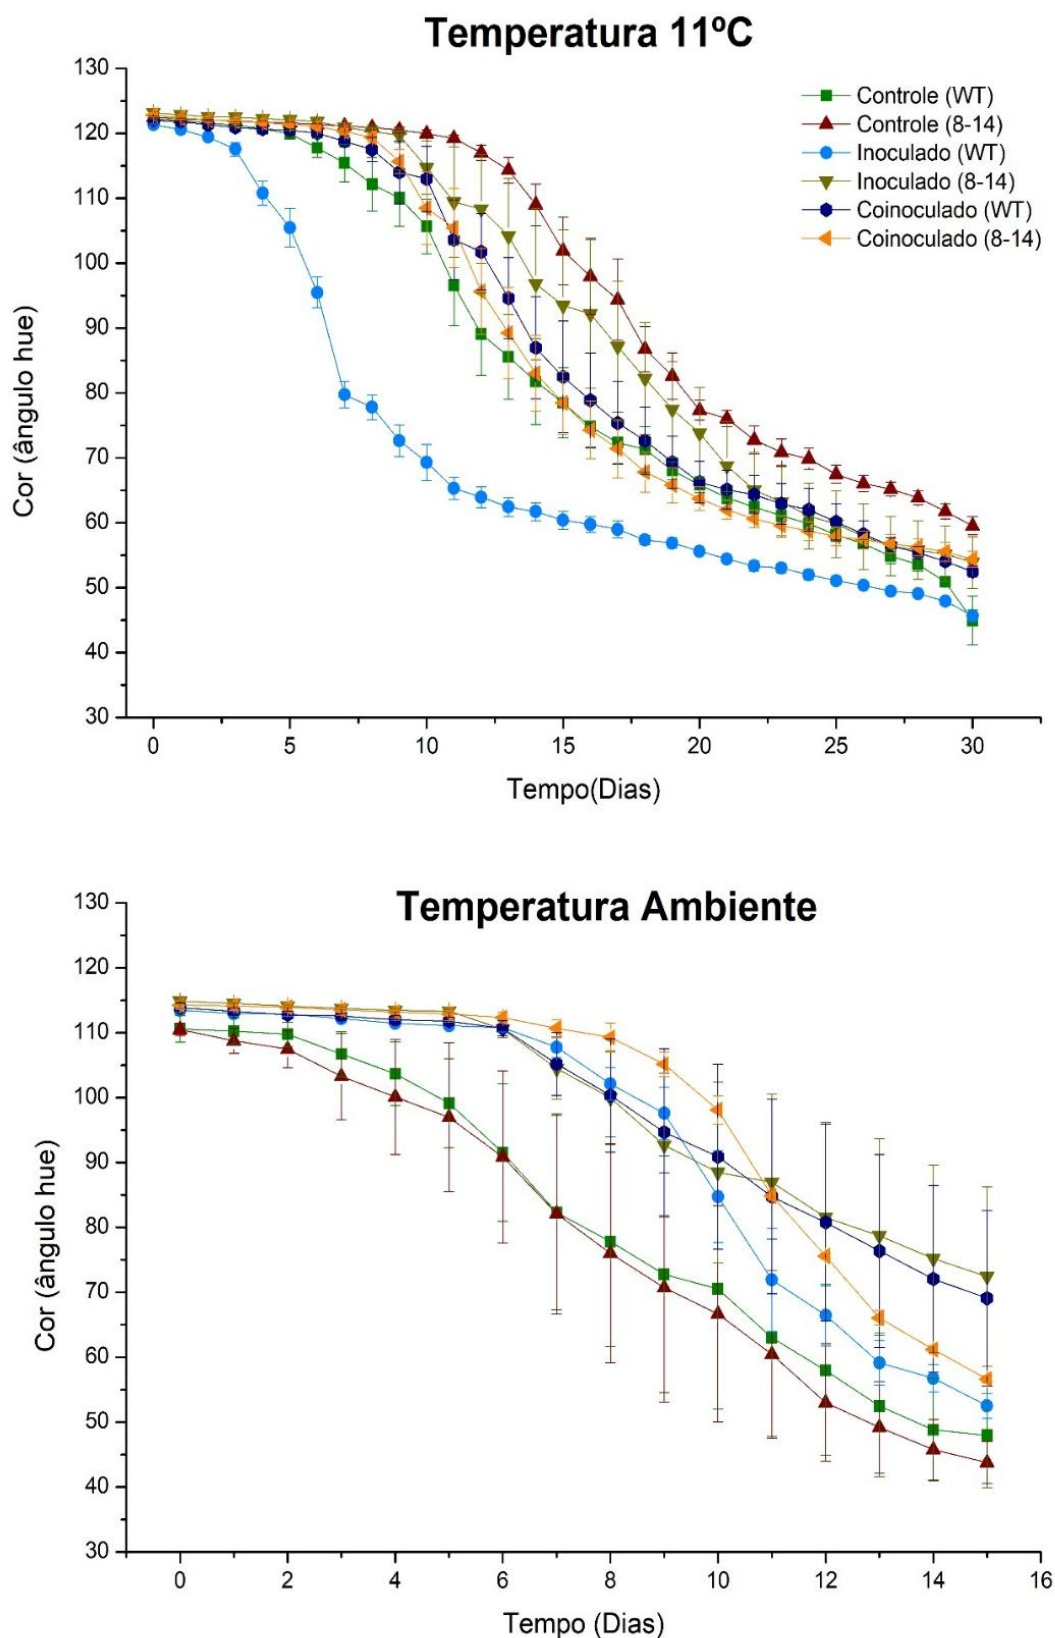 Temperatura 11ºC
130
120
110
100
90
80
70
60
50
40
30
Cor (ângulo hue)
Controle (WT)
Controle (8-14)
Inoculado (WT)
Inoculado (8-14)
Coinoculado (WT)
Coinoculado (8-14)
0 5 10 15 20 25 30
Tempo(Dias)
Temperatura Ambiente
130
120
110
100
90
80
70
60
50
40
30
Cor (ângulo hue)
0 2 4 6 8 10 12 14 16
Tempo (Dias)